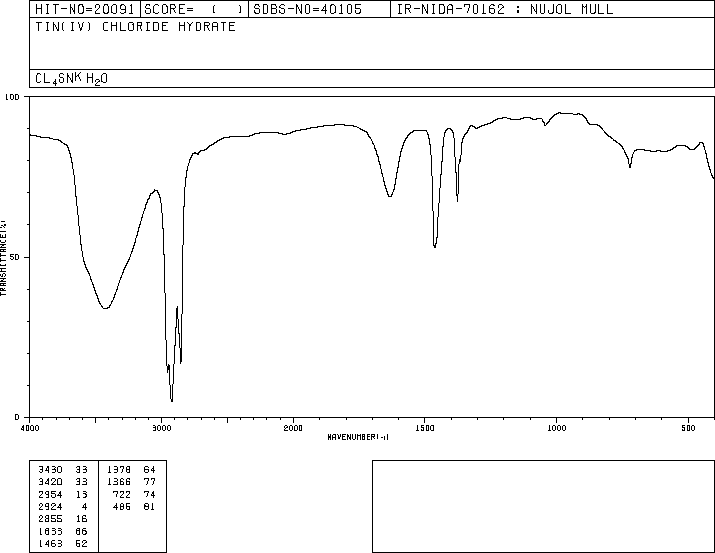 HIT-NO=20091 SCORE= ( ) SDBS-NO=40105 IR-NIDA-70162 : NUJOL MULL
TIN(IV) CHLORIDE HYDRATE
CL4SN* H2O
100
50
0
TRANSMITTANCE(%)
4000 3000 2000 1500 1000 500
WAVENUMBER(-1)
3430 33 1378 64
3420 33 1366 77
2954 13 722 74
2924 4 486 81
2855 16
1633 66
1463 52